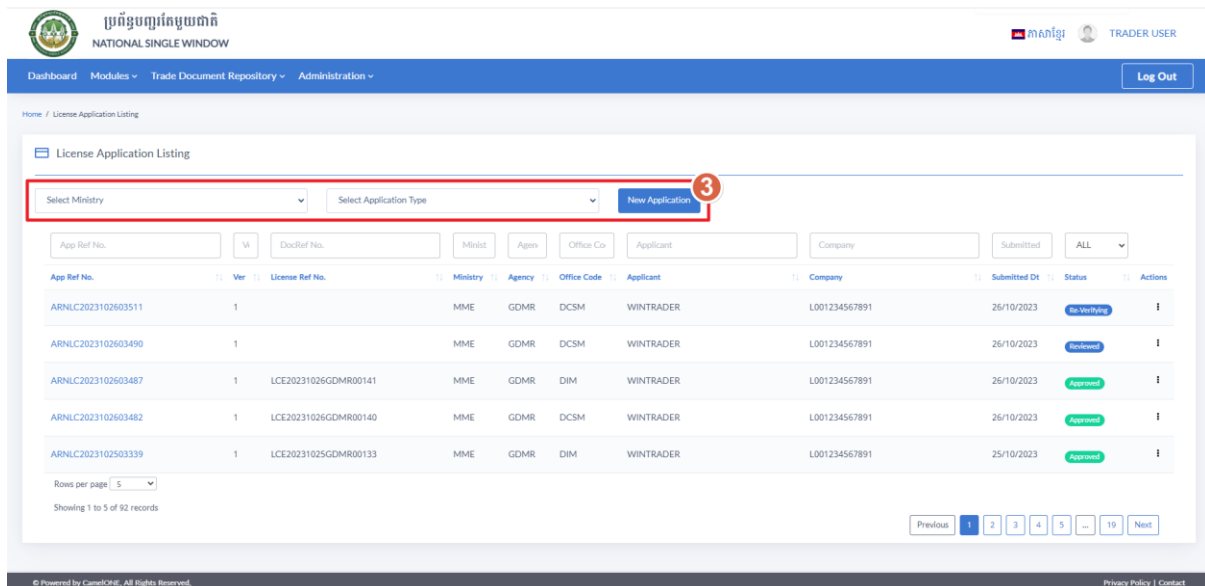 ប្រព័ន្ធបញ្ជរតែមួយជាតិ
NATIONAL SINGLE WINDOW
ភាសាខ្មែរ TRADER USER
Dashboard Modules Trade Document Repository Administration Log Out
Home / License Application Listing
License Application Listing
3
Select Ministry Select Application Type New Application
App Ref No. DocRef No. Minist Agen Office Co Applicant Company Submitted ALL
App Ref No. Ver License Ref No. Ministry Agency Office Code Applicant Company Submitted Dt Status Actions
ARNLC2023102603511 1 MME GDMR DCSM WINTRADER L001234567891 26/10/2023 Re-Verifying
ARNLC2023102603490 1 MME GDMR DCSM WINTRADER L001234567891 26/10/2023 Reviewed
ARNLC2023102603487 1 LCE20231026GDMR00141 MME GDMR DIM WINTRADER L001234567891 26/10/2023 Approved
ARNLC2023102603482 1 LCE20231026GDMR00140 MME GDMR DCSM WINTRADER L001234567891 26/10/2023 Approved
ARNLC2023102503339 1 LCE20231025GDMR00133 MME GDMR DIM WINTRADER L001234567891 25/10/2023 Approved
Rows per page 5
Showing 1 to 5 of 92 records
Previous 1 2 3 4 5 ... 19 Next
© Powered by CamelONE, All Rights Reserved. Privacy Policy | Contact